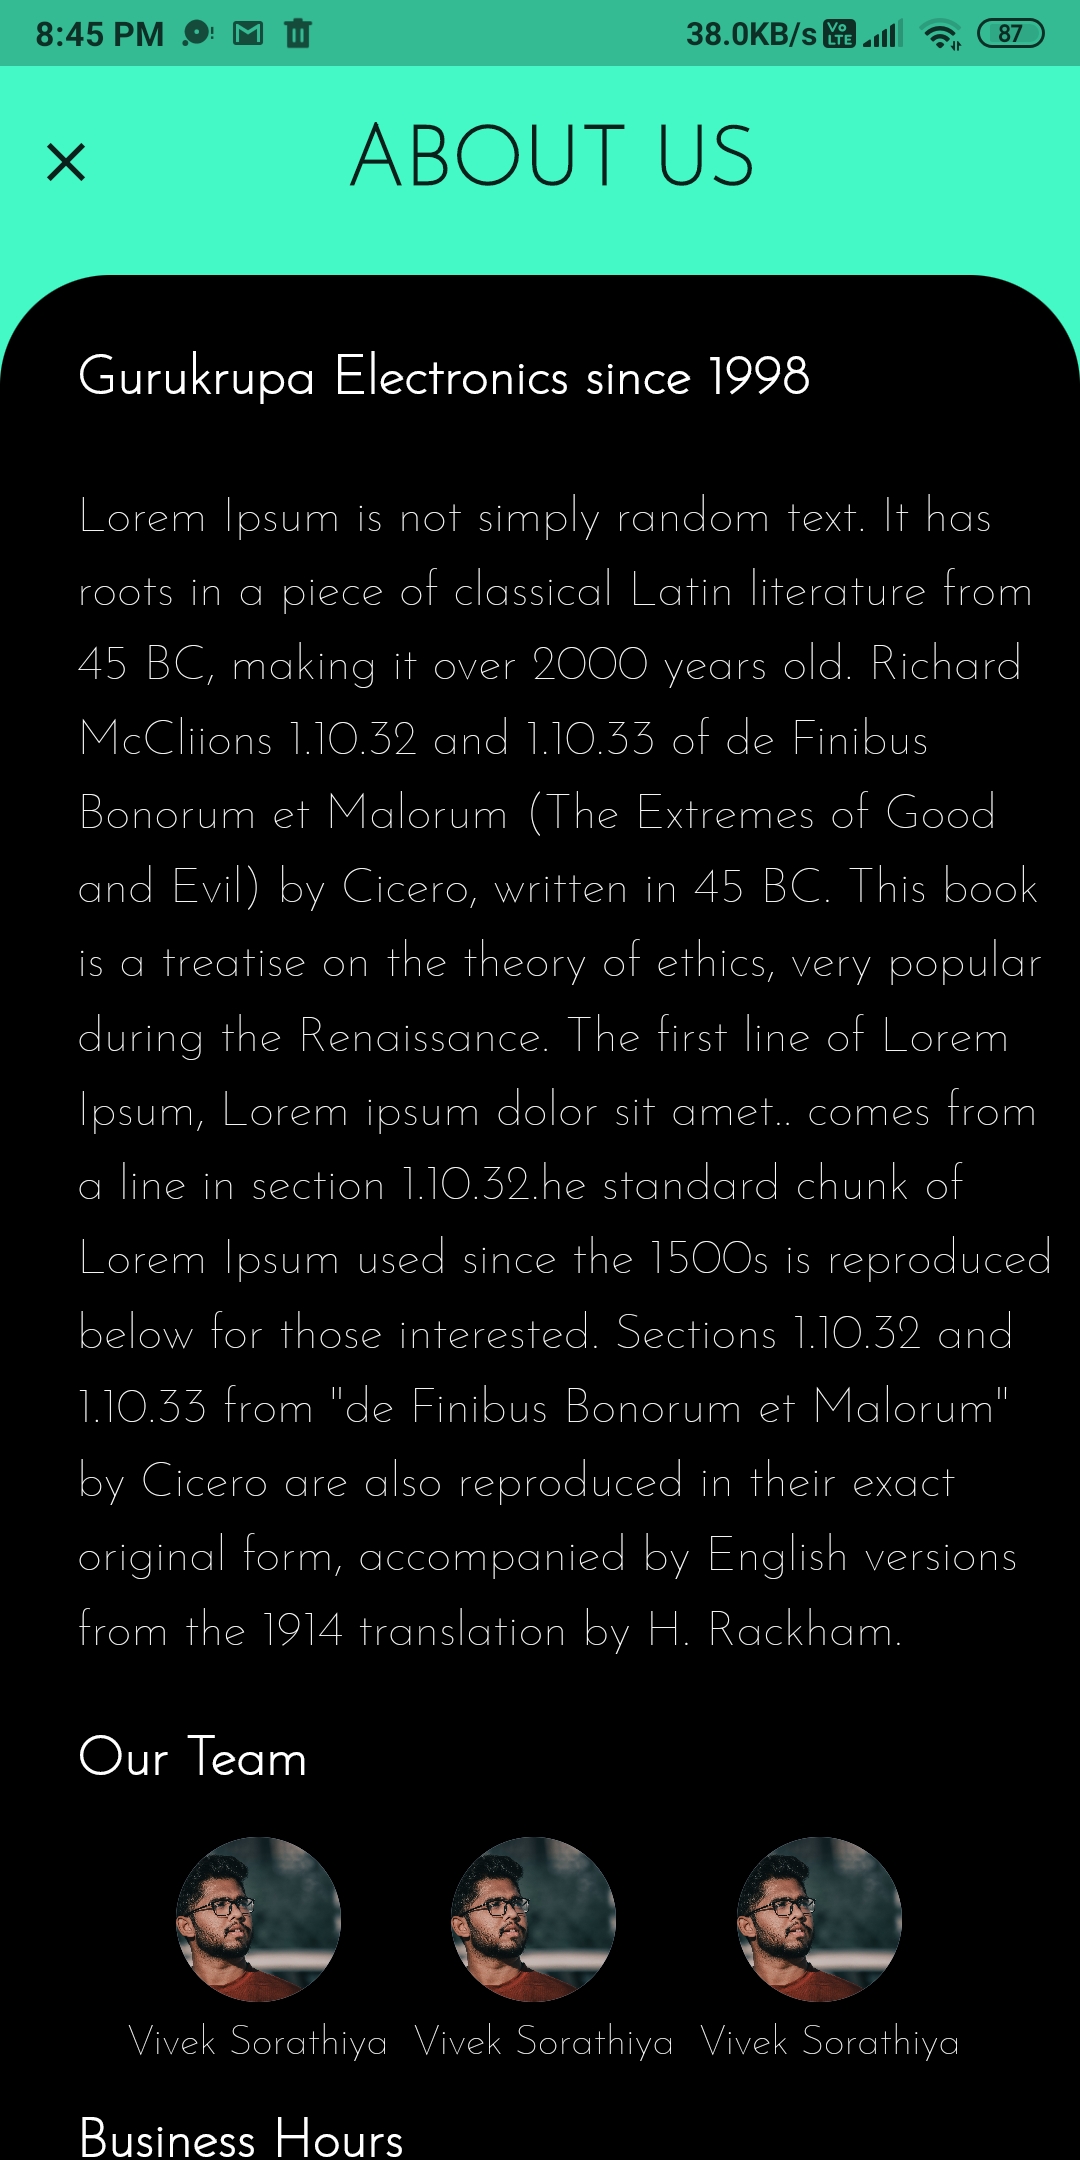 8:45 PM 38.0KB/s Vo LTE 87
ABOUT US
Gurukrupa Electronics since 1998
Lorem Ipsum is not simply random text. It has
roots in a piece of classical Latin literature from
45 BC, making it over 2000 years old. Richard
McCliions 1.10.32 and 1.10.33 of de Finibus
Bonorum et Malorum (The Extremes of Good
and Evil) by Cicero, written in 45 BC. This book
is a treatise on the theory of ethics, very popular
during the Renaissance. The first line of Lorem
Ipsum, Lorem ipsum dolor sit amet.. comes from
a line in section 1.10.32.he standard chunk of
Lorem Ipsum used since the 1500s is reproduced
below for those interested. Sections 1.10.32 and
1.10.33 from "de Finibus Bonorum et Malorum"
by Cicero are also reproduced in their exact
original form, accompanied by English versions
from the 1914 translation by H. Rackham.
Our Team
Vivek Sorathiya Vivek Sorathiya Vivek Sorathiya
Business Hours